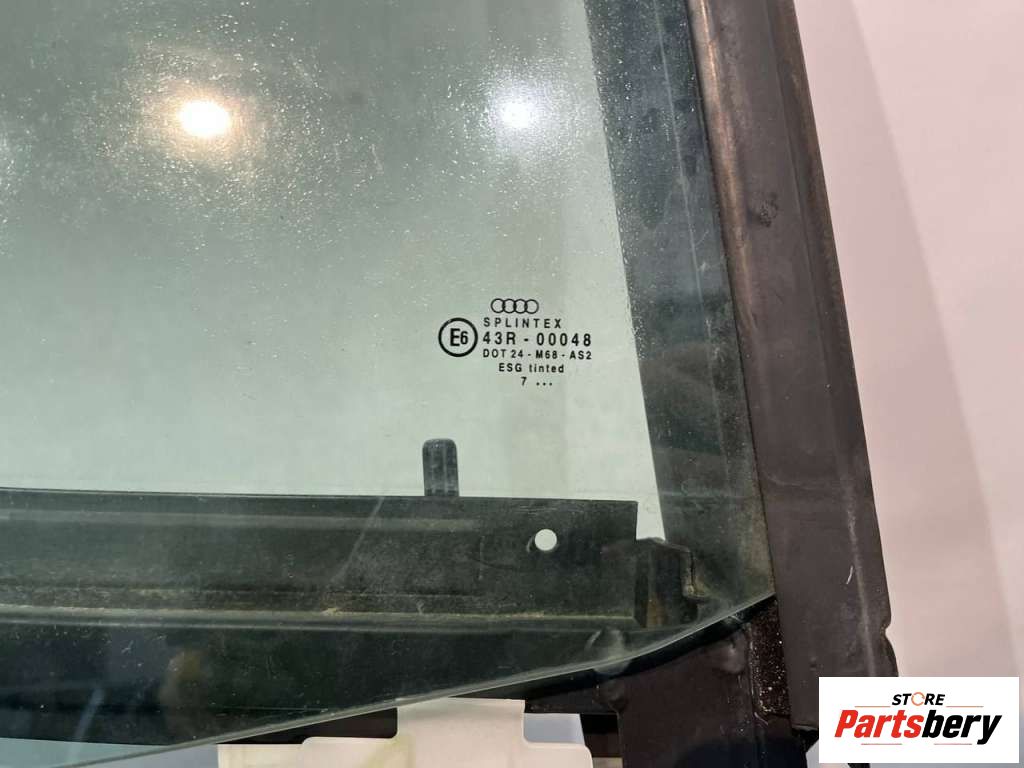 SPLINTEX
E6 43R - 00048
DOT 24 - M68 - AS2
ESG tinted
7 ...
STORE
Partsbery